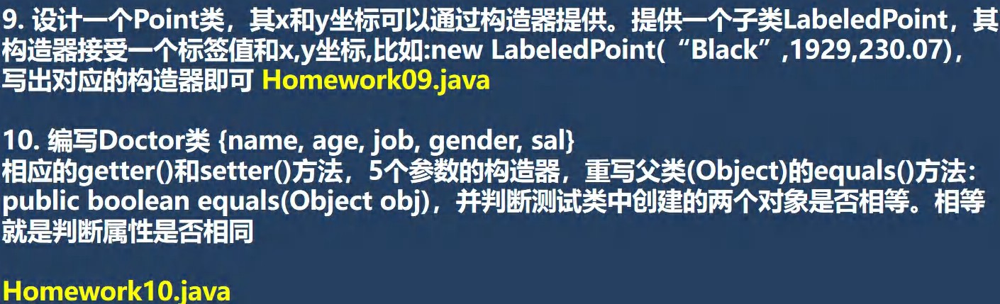 9. 设计一个Point类，其x和y坐标可以通过构造器提供。提供一个子类LabeledPoint，其
构造器接受一个标签值和x,y坐标,比如:new LabeledPoint(“Black”,1929,230.07)，
写出对应的构造器即可 Homework09.java
10. 编写Doctor类 {name, age, job, gender, sal}
相应的getter()和setter()方法，5个参数的构造器，重写父类(Object)的equals()方法：
public boolean equals(Object obj)，并判断测试类中创建的两个对象是否相等。相等
就是判断属性是否相同
Homework10.java